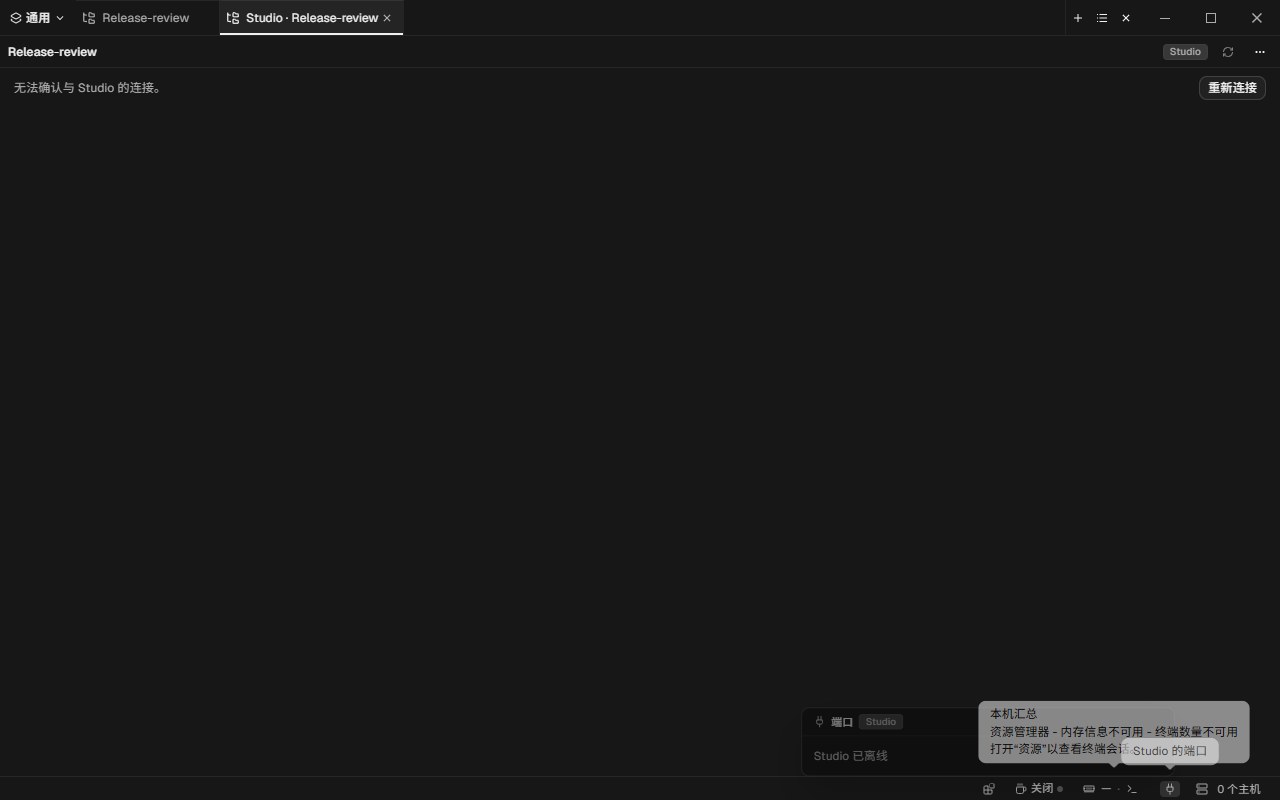 通用
Release-review
Studio · Release-review
Release-review
Studio
无法确认与 Studio 的连接。
重新连接
端口
Studio
Studio 已离线
本机汇总
资源管理器 - 内存信息不可用 - 终端数量不可用
打开“资源”以查看终端会话
Studio 的端口
关闭
0 个主机